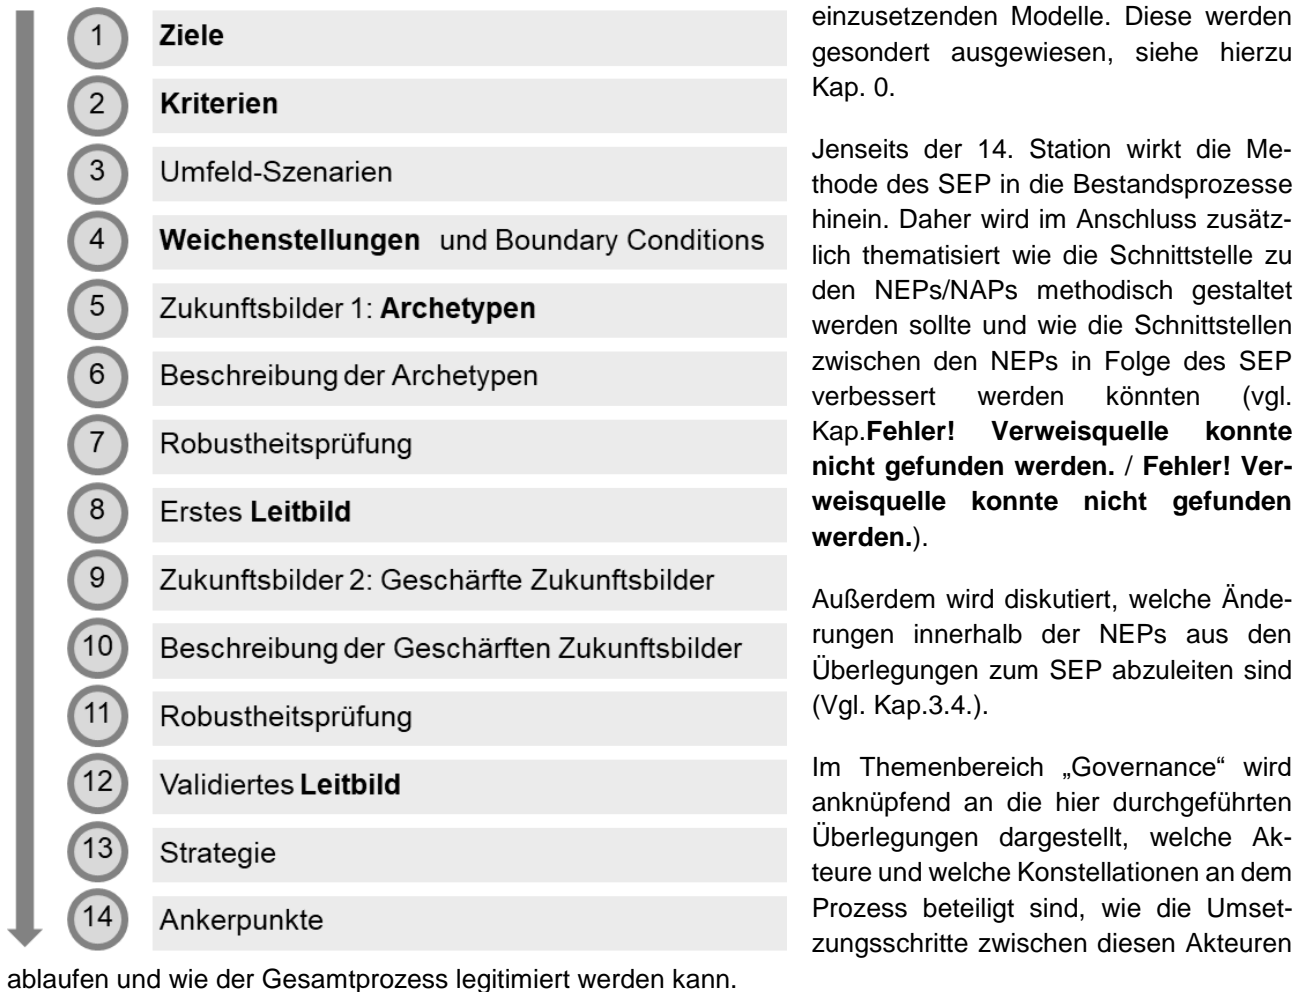 1 Ziele
2 Kriterien
3 Umfeld-Szenarien
4 Weichenstellungen und Boundary Conditions
5 Zukunftsbilder 1: Archetypen
6 Beschreibung der Archetypen
7 Robustheitsprüfung
8 Erstes Leitbild
9 Zukunftsbilder 2: Geschärfte Zukunftsbilder
10 Beschreibung der Geschärften Zukunftsbilder
11 Robustheitsprüfung
12 Validiertes Leitbild
13 Strategie
14 Ankerpunkte
einzusetzenden Modelle. Diese werden
gesondert ausgewiesen, siehe hierzu
Kap. 0.
Jenseits der 14. Station wirkt die Me-
thode des SEP in die Bestandsprozesse
hinein. Daher wird im Anschluss zusätz-
lich thematisiert wie die Schnittstelle zu
den NEPs/NAPs methodisch gestaltet
werden sollte und wie die Schnittstellen
zwischen den NEPs in Folge des SEP
verbessert werden könnten (vgl.
Kap.Fehler! Verweisquelle konnte
nicht gefunden werden. / Fehler! Ver-
weisquelle konnte nicht gefunden
werden.).
Außerdem wird diskutiert, welche Ände-
rungen innerhalb der NEPs aus den
Überlegungen zum SEP abzuleiten sind
(Vgl. Kap.3.4.).
Im Themenbereich „Governance“ wird
anknüpfend an die hier durchgeführten
Überlegungen dargestellt, welche Ak-
teure und welche Konstellationen an dem
Prozess beteiligt sind, wie die Umset-
zungsschritte zwischen diesen Akteuren
ablaufen und wie der Gesamtprozess legitimiert werden kann.